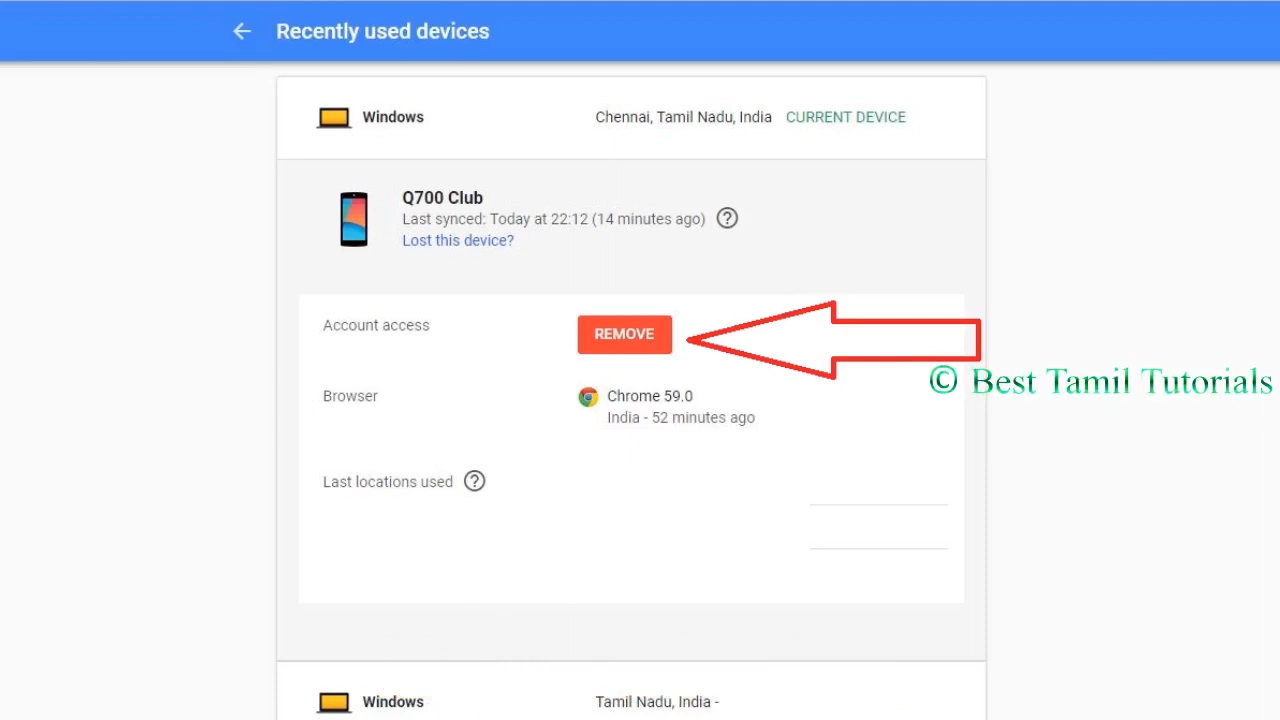 Recently used devices
Windows
Chennai, Tamil Nadu, India CURRENT DEVICE
Q700 Club
Last synced: Today at 22:12 (14 minutes ago)
Lost this device?
Account access
REMOVE
© Best Tamil Tutorials
Browser
Chrome 59.0
India - 52 minutes ago
Last locations used
Windows
Tamil Nadu, India -